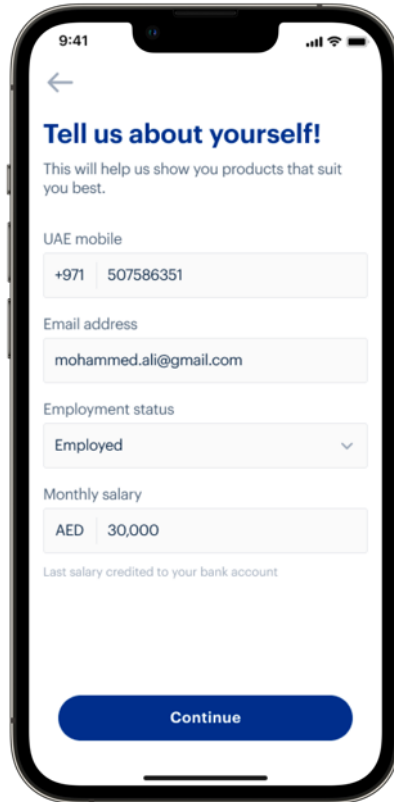 9:41
Tell us about yourself!
This will help us show you products that suit
you best.
UAE mobile
+971 507586351
Email address
mohammed.ali@gmail.com
Employment status
Employed
Monthly salary
AED 30,000
Last salary credited to your bank account
Continue